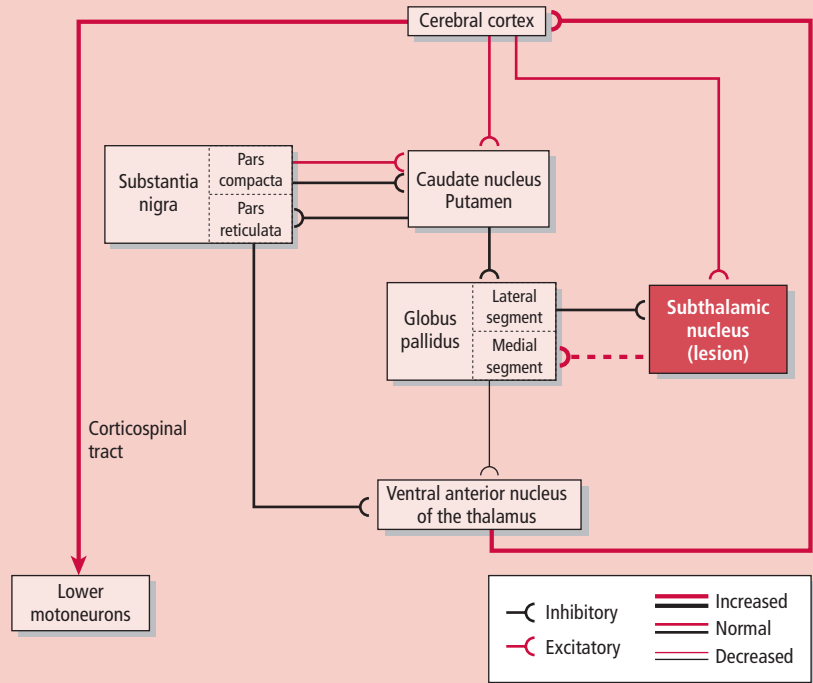 Cerebral cortex
Substantia
nigra
Pars
compacta
Pars
reticulata
Caudate nucleus
Putamen
Globus
pallidus
Lateral
segment
Medial
segment
Subthalamic
nucleus
(lesion)
Corticospinal
tract
Ventral anterior nucleus
of the thalamus
Lower
motoneurons
Inhibitory
Excitatory
Increased
Normal
Decreased